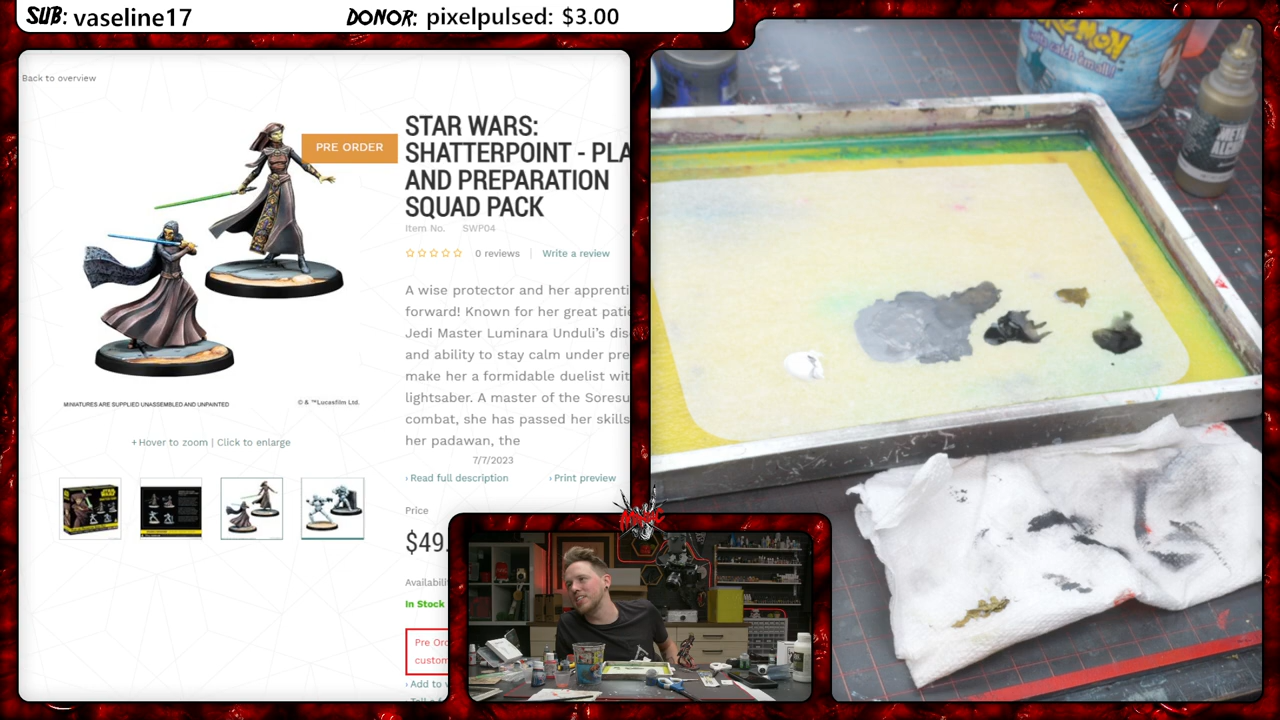 SUB: vaseline17
DONOR: pixelpulsed: $3.00
Back to overview
PRE ORDER
STAR WARS:
SHATTERPOINT - PLA
AND PREPARATION
SQUAD PACK
Item No. SWP04
0 reviews | Write a review
A wise protector and her apprenti
forward! Known for her great patie
Jedi Master Luminara Unduli's dis
and ability to stay calm under pre
make her a formidable duelist wit
lightsaber. A master of the Soresu
combat, she has passed her skills
her padawan, the
7/7/2023
› Read full description › Print preview
Price
$49.
Availabili
In Stock
Pre Ord
custom
› Add to w
MINIATURES ARE SUPPLIED UNASSEMBLED AND UNPAINTED
© & ™Lucasfilm Ltd.
+ Hover to zoom | Click to enlarge